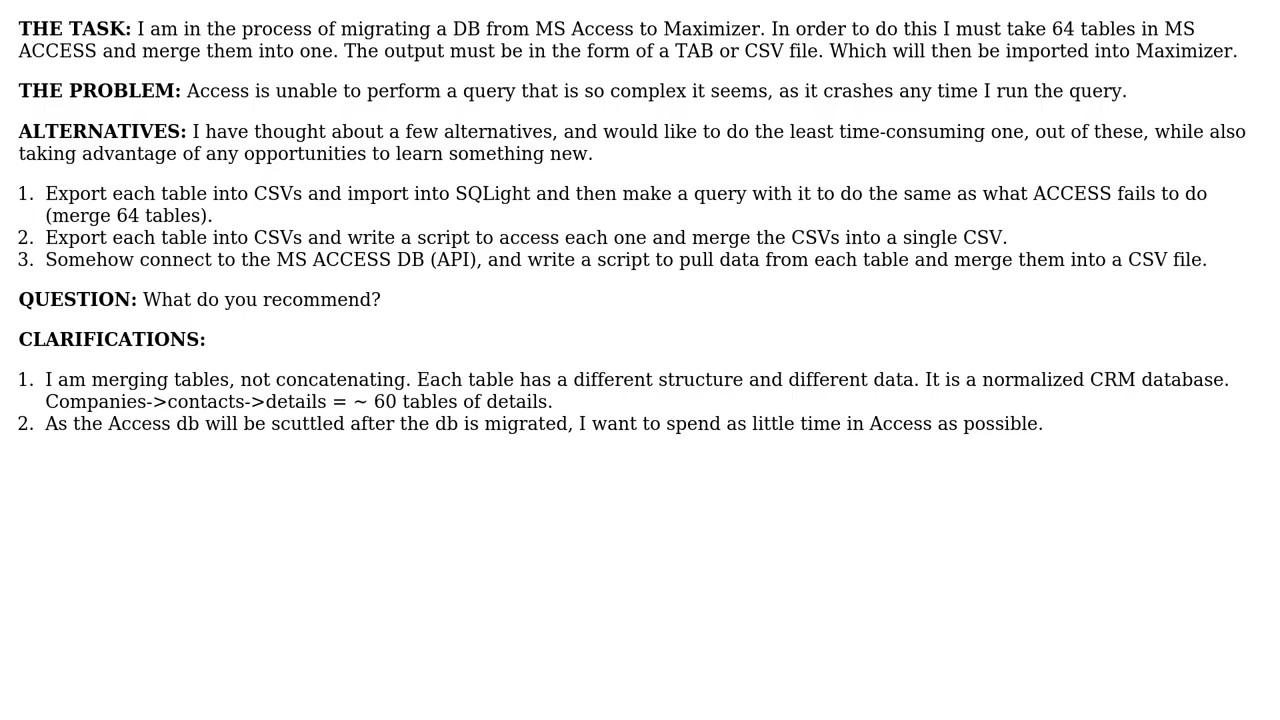 THE TASK: I am in the process of migrating a DB from MS Access to Maximizer. In order to do this I must take 64 tables in MS
ACCESS and merge them into one. The output must be in the form of a TAB or CSV file. Which will then be imported into Maximizer.
THE PROBLEM: Access is unable to perform a query that is so complex it seems, as it crashes any time I run the query.
ALTERNATIVES: I have thought about a few alternatives, and would like to do the least time-consuming one, out of these, while also
taking advantage of any opportunities to learn something new.
1. Export each table into CSVs and import into SQLight and then make a query with it to do the same as what ACCESS fails to do
(merge 64 tables).
2. Export each table into CSVs and write a script to access each one and merge the CSVs into a single CSV.
3. Somehow connect to the MS ACCESS DB (API), and write a script to pull data from each table and merge them into a CSV file.
QUESTION: What do you recommend?
CLARIFICATIONS:
1. I am merging tables, not concatenating. Each table has a different structure and different data. It is a normalized CRM database.
Companies->contacts->details = ~ 60 tables of details.
2. As the Access db will be scuttled after the db is migrated, I want to spend as little time in Access as possible.